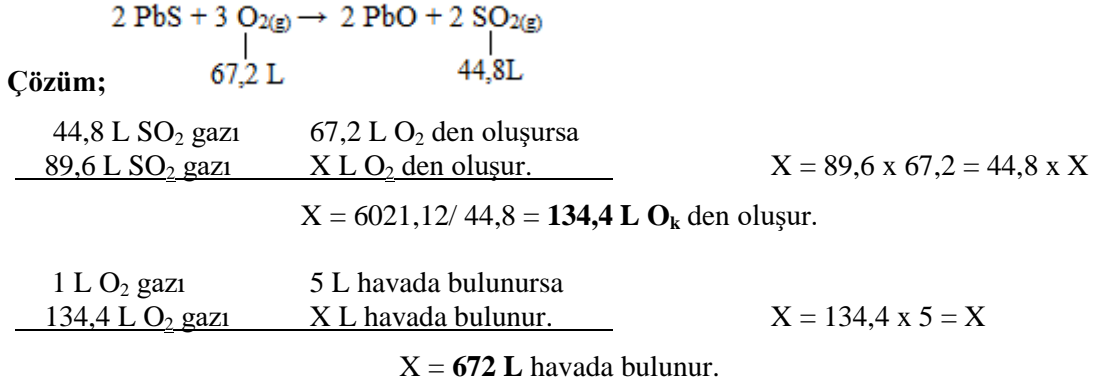 2 PbS + 3 O₂(g) → 2 PbO + 2 SO₂(g)
67,2 L 44,8L
Çözüm;
44,8 L SO₂ gazı 67,2 L O₂ den oluşursa
89,6 L SO₂ gazı X L O₂ den oluşur. X = 89,6 x 67,2 = 44,8 x X
X = 6021,12/ 44,8 = 134,4 L Oₖ den oluşur.
1 L O₂ gazı 5 L havada bulunursa
134,4 L O₂ gazı X L havada bulunur. X = 134,4 x 5 = X
X = 672 L havada bulunur.